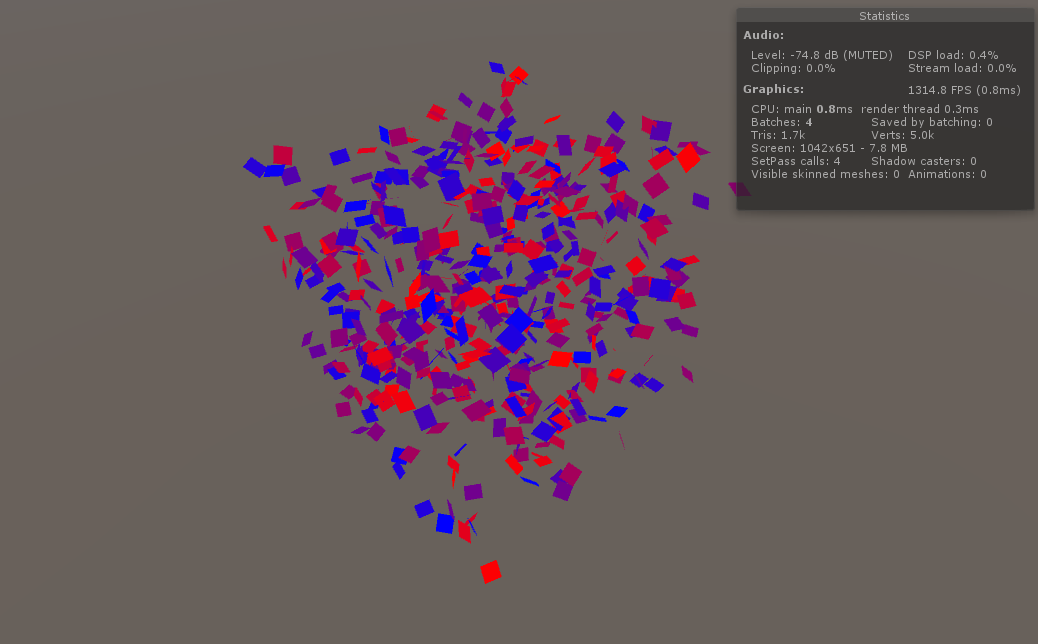 Statistics
Audio:
Level: -74.8 dB (MUTED) DSP load: 0.4%
Clipping: 0.0% Stream load: 0.0%
Graphics: 1314.8 FPS (0.8ms)
CPU: main 0.8ms render thread 0.3ms
Batches: 4 Saved by batching: 0
Tris: 1.7k Verts: 5.0k
Screen: 1042x651 - 7.8 MB
SetPass calls: 4 Shadow casters: 0
Visible skinned meshes: 0 Animations: 0